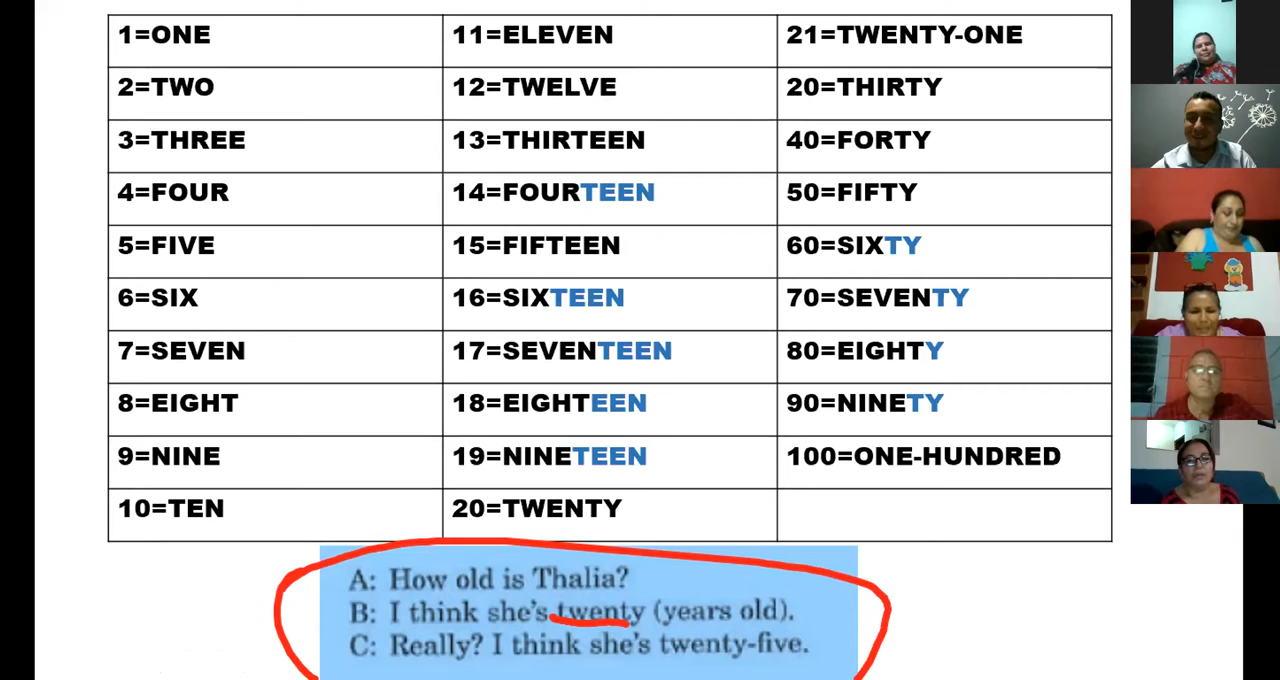 1=ONE 11=ELEVEN 21=TWENTY-ONE
2=TWO 12=TWELVE 20=THIRTY
3=THREE 13=THIRTEEN 40=FORTY
4=FOUR 14=FOURTEEN 50=FIFTY
5=FIVE 15=FIFTEEN 60=SIXTY
6=SIX 16=SIXTEEN 70=SEVENTY
7=SEVEN 17=SEVENTEEN 80=EIGHTY
8=EIGHT 18=EIGHTEEN 90=NINETY
9=NINE 19=NINETEEN 100=ONE-HUNDRED
10=TEN 20=TWENTY
A: How old is Thalia?
B: I think she's twenty (years old).
C: Really? I think she's twenty-five.